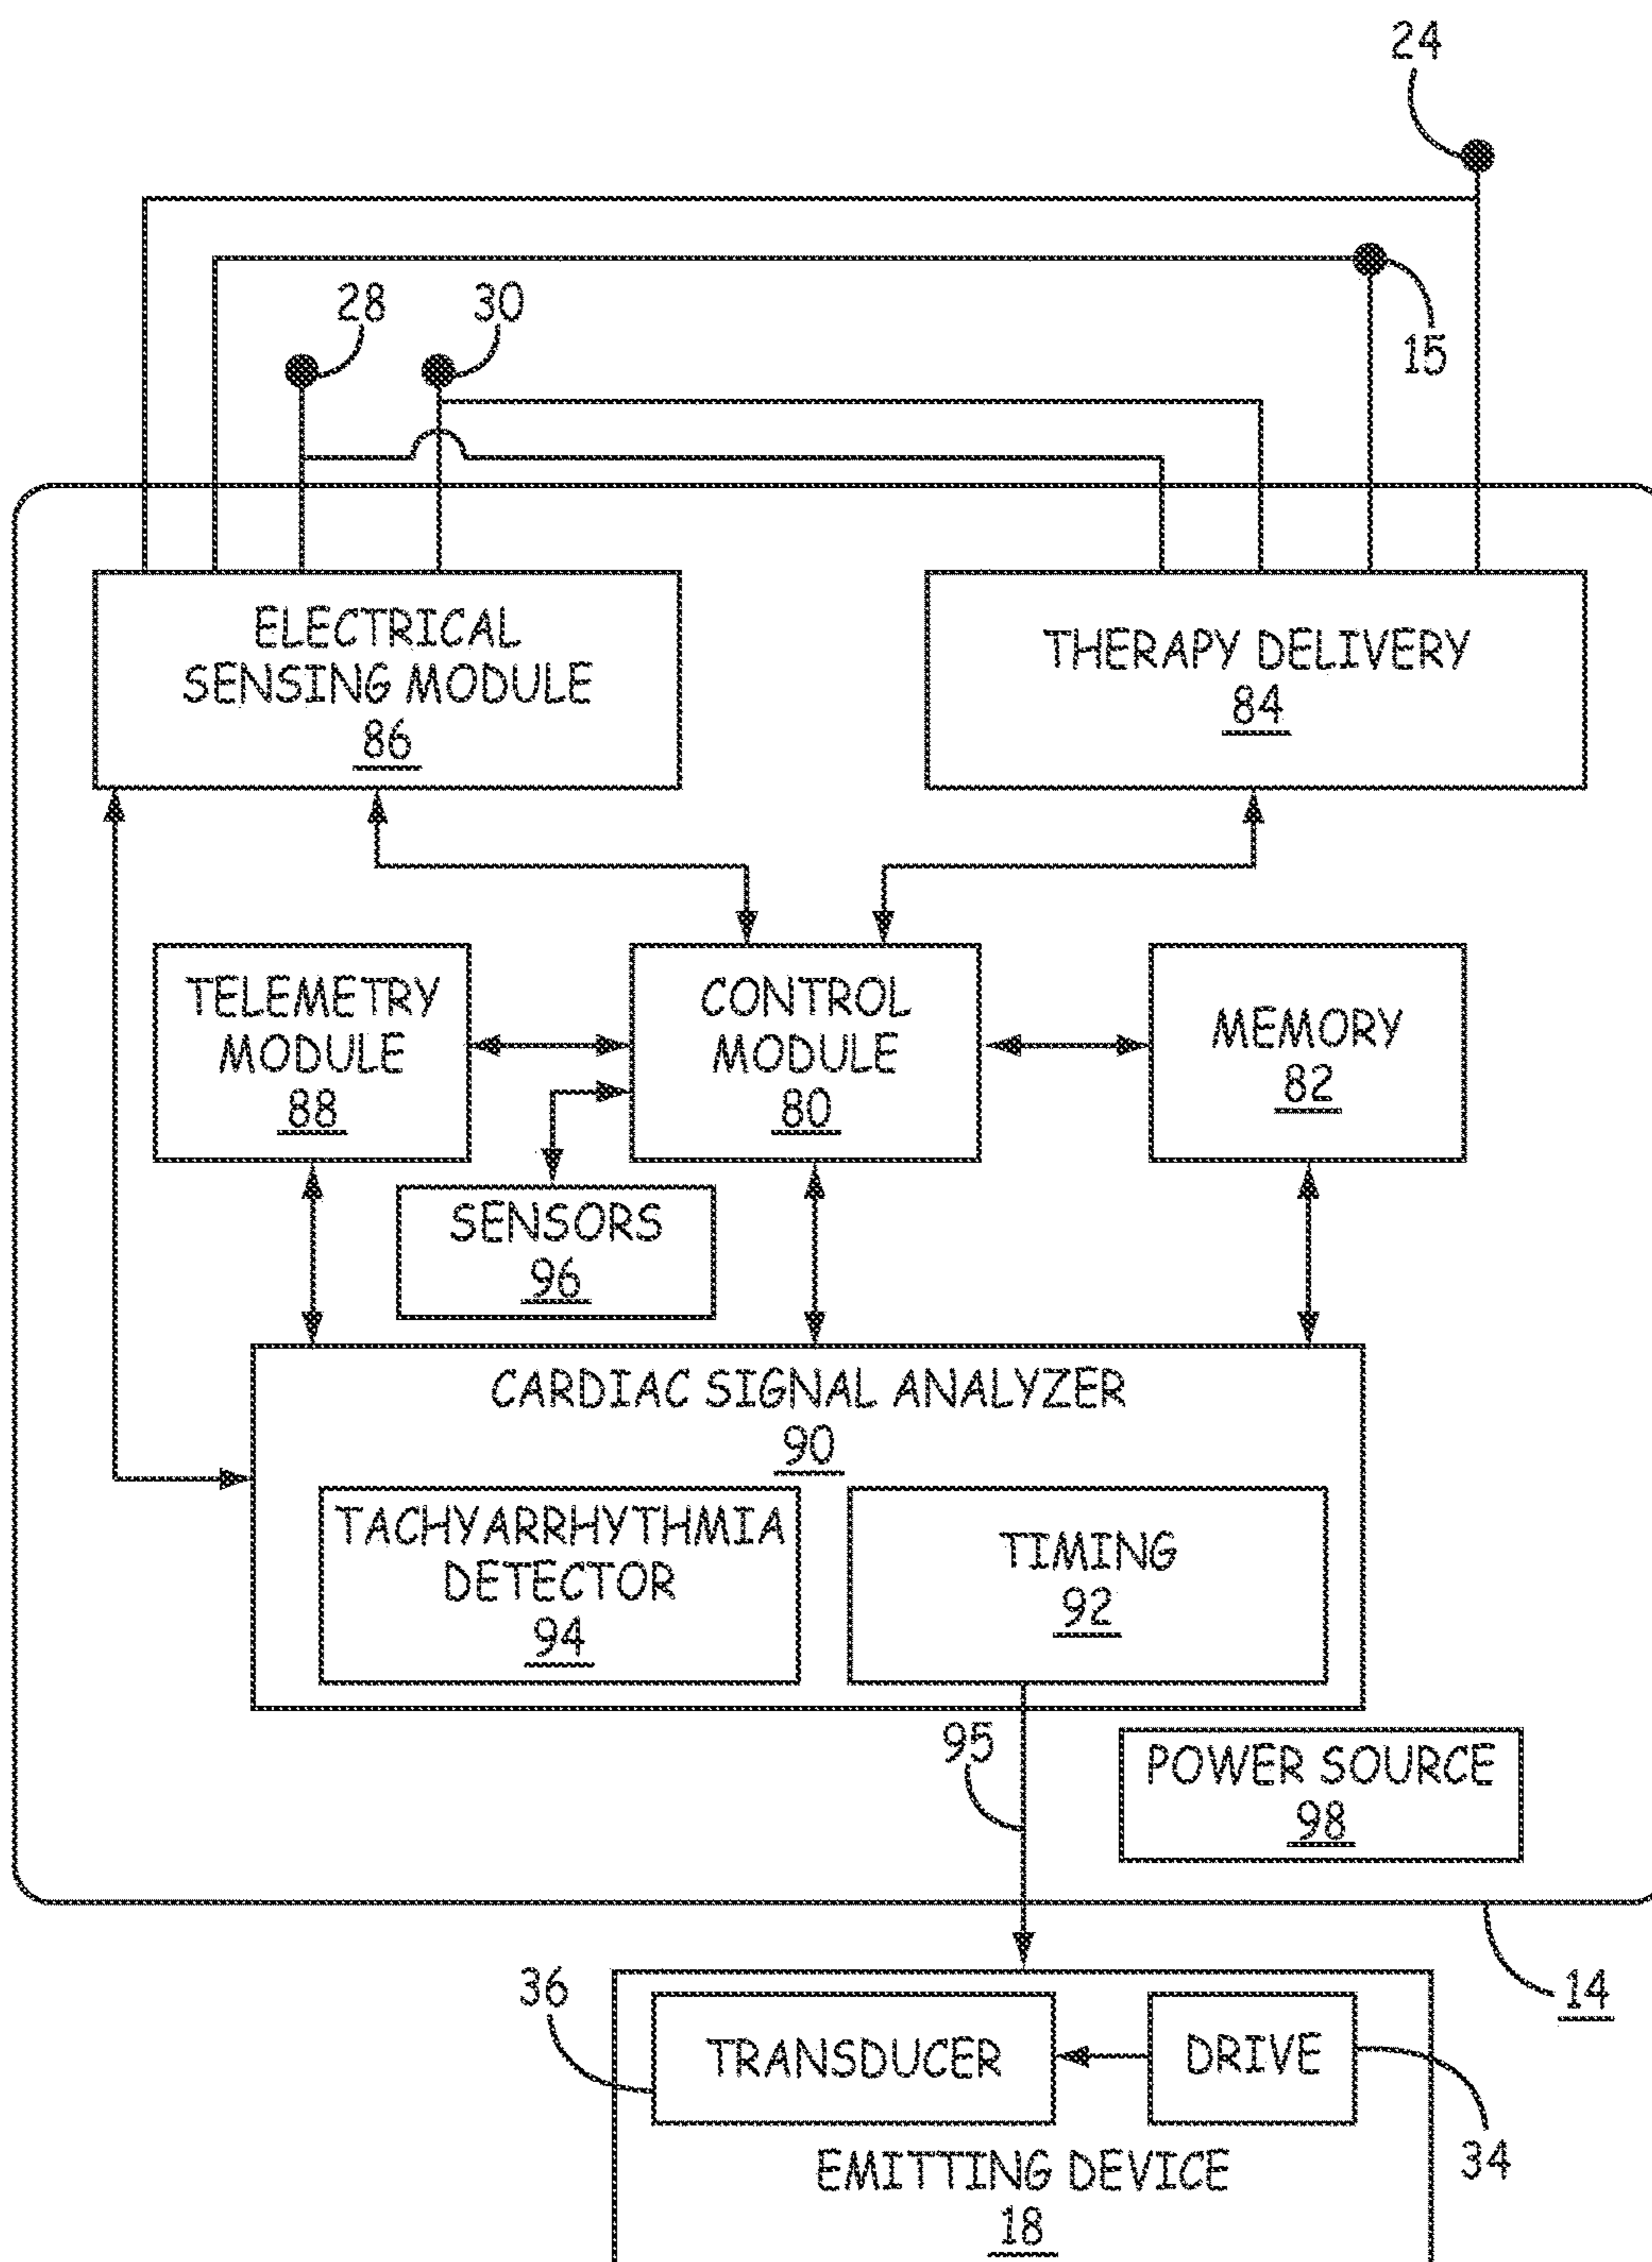 24
28
30
15
ELECTRICAL
SENSING MODULE
86
THERAPY DELIVERY
84
TELEMETRY
MODULE
88
CONTROL
MODULE
80
MEMORY
82
SENSORS
96
CARDIAC SIGNAL ANALYZER
90
TACHYARRHYTHMIA
DETECTOR
94
TIMING
92
95
POWER SOURCE
98
14
36
TRANSDUCER
DRIVE
34
EMITTING DEVICE
18